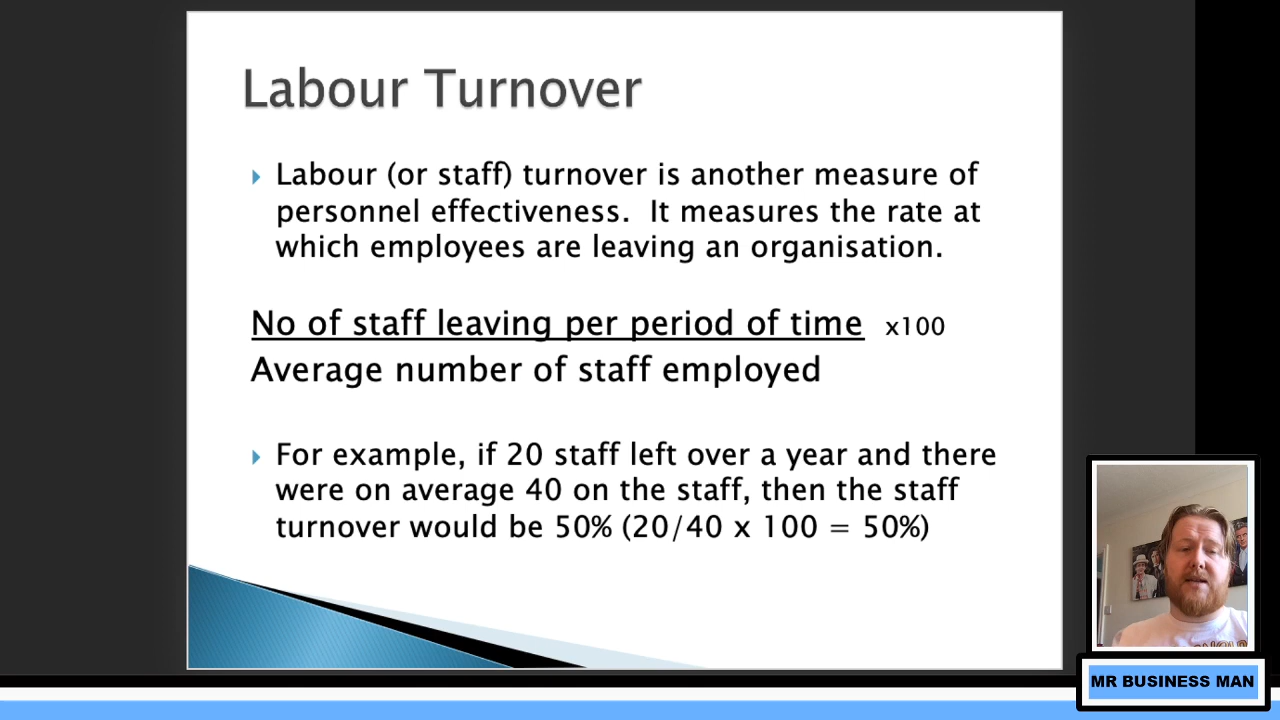 Labour Turnover
Labour (or staff) turnover is another measure of
personnel effectiveness.  It measures the rate at
which employees are leaving an organisation.
No of staff leaving per period of time x100
Average number of staff employed
For example, if 20 staff left over a year and there
were on average 40 on the staff, then the staff
turnover would be 50% (20/40 x 100 = 50%)
MR BUSINESS MAN